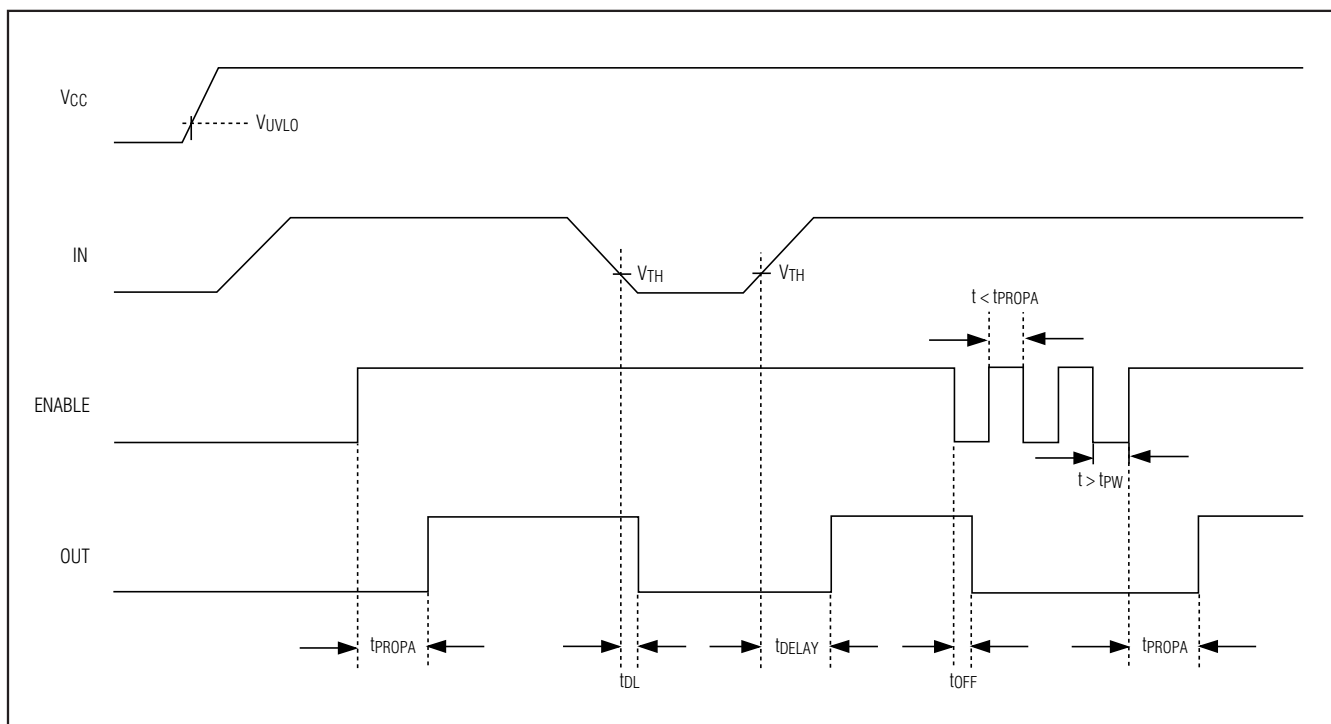 VCC
VUVLO
IN
VTH
VTH
t < tPROPA
ENABLE
t > tPW
OUT
tPROPA
tDL
tDELAY
tOFF
tPROPA